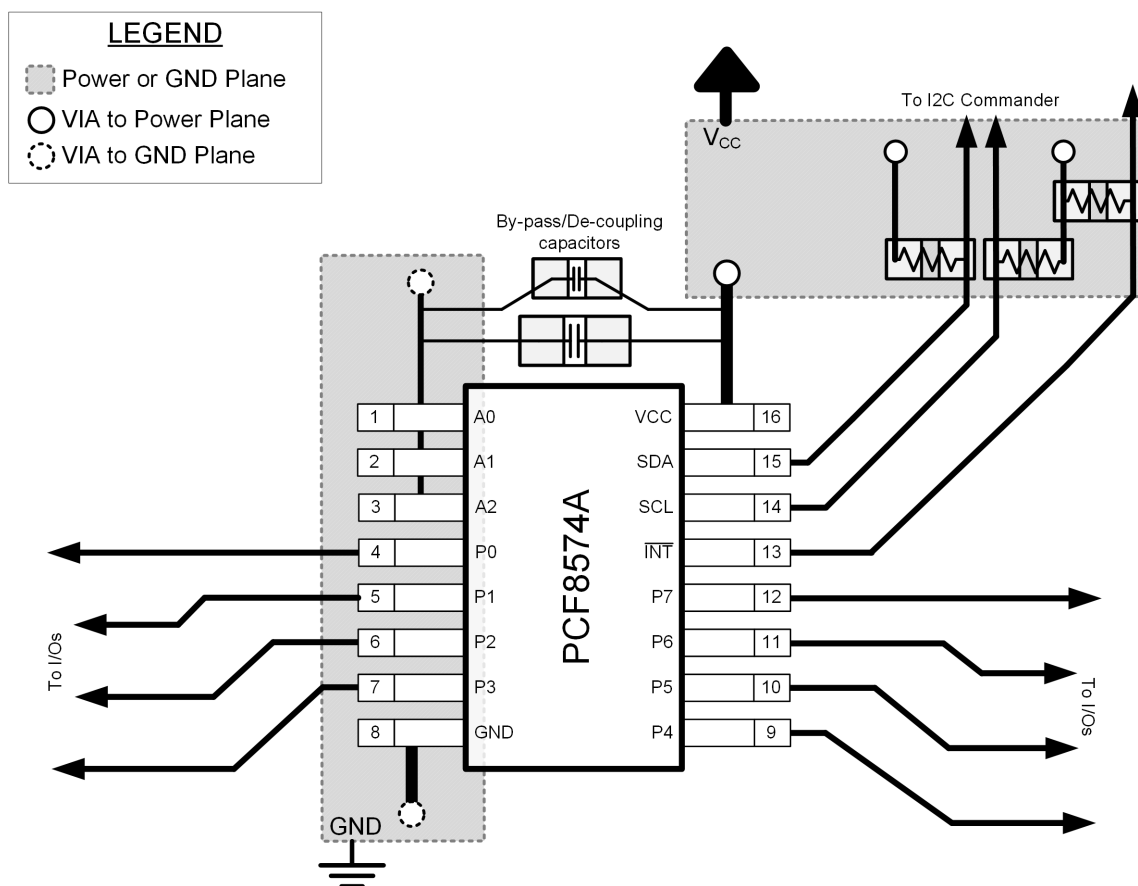 LEGEND
Power or GND Plane
VIA to Power Plane
VIA to GND Plane
To I2C Commander
VCC
By-pass/De-coupling
capacitors
1 A0
2 A1
3 A2
4 P0
5 P1
6 P2
7 P3
8 GND
PCF8574A
VCC 16
SDA 15
SCL 14
INT 13
P7 12
P6 11
P5 10
P4 9
To I/Os
To I/Os
GND